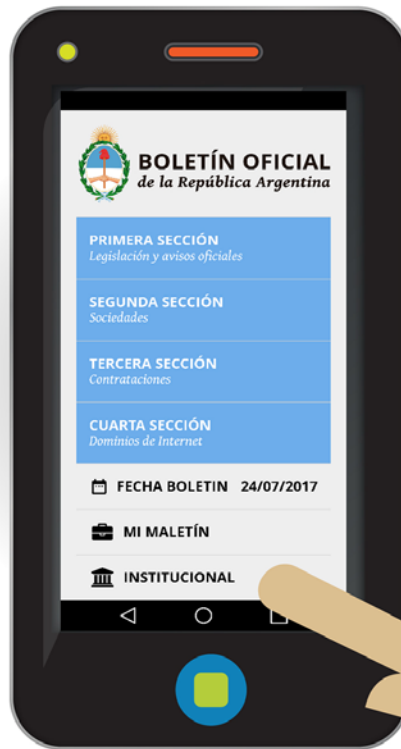 BOLETÍN OFICIAL
de la República Argentina
PRIMERA SECCIÓN
Legislación y avisos oficiales
SEGUNDA SECCIÓN
Sociedades
TERCERA SECCIÓN
Contrataciones
CUARTA SECCIÓN
Dominios de Internet
FECHA BOLETIN 24/07/2017
MI MALETÍN
INSTITUCIONAL